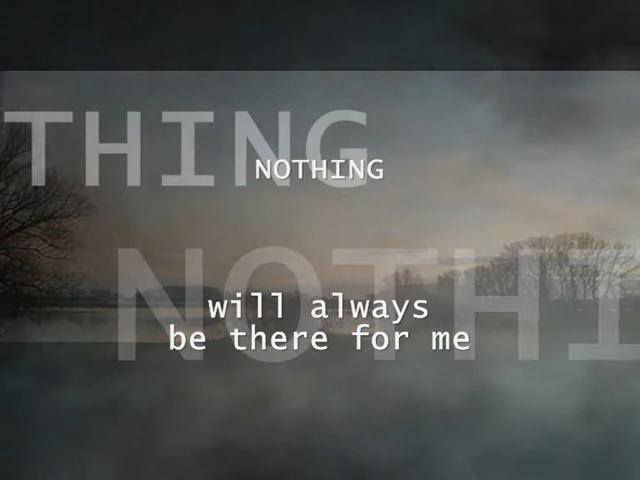 THING
NOTHING
NOTHI
will always
be there for me